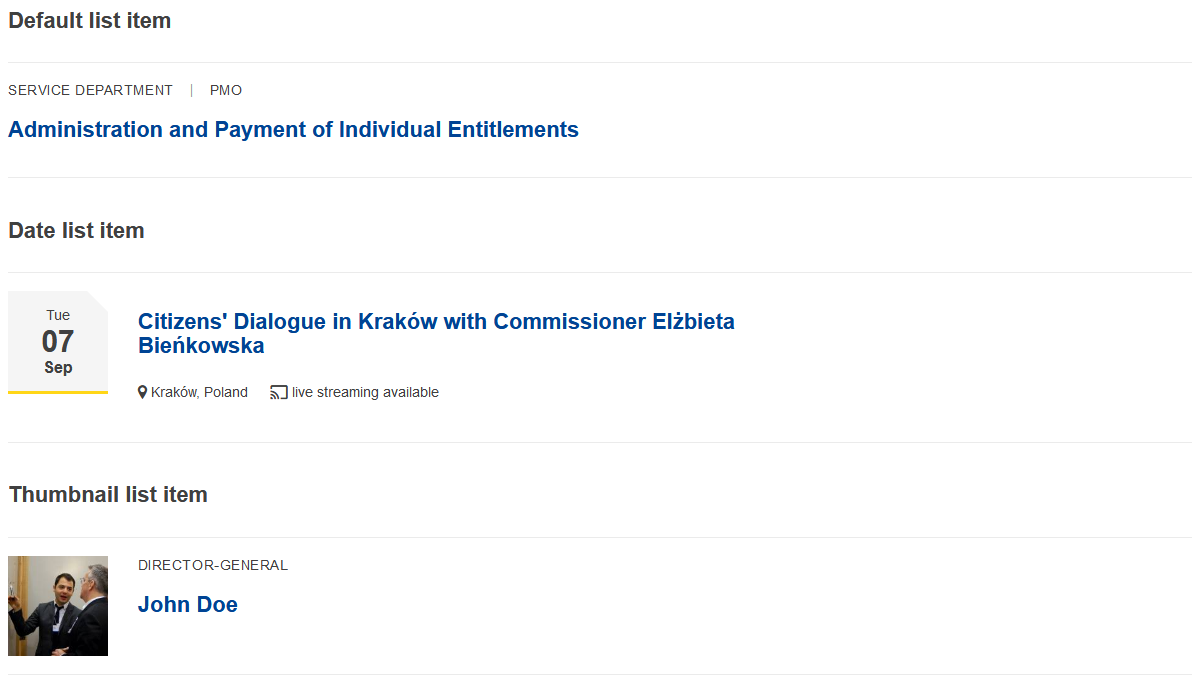 Default list item
SERVICE DEPARTMENT | PMO
Administration and Payment of Individual Entitlements
Date list item
Tue
07
Sep
Citizens' Dialogue in Kraków with Commissioner Elżbieta
Bieńkowska
Kraków, Poland live streaming available
Thumbnail list item
DIRECTOR-GENERAL
John Doe